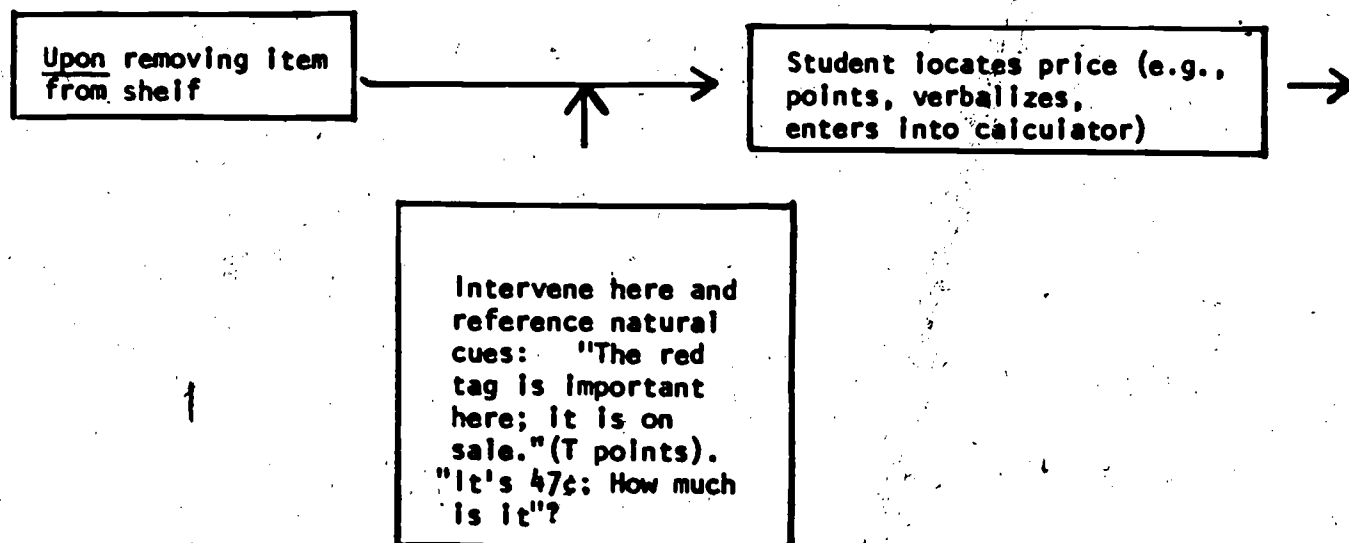 Upon removing item
from shelf
Student locates price (e.g.,
points, verbalizes,
enters into calculator)
Intervene here and
reference natural
cues: "The red
tag is important
here; it is on
sale."(T points).
"It's 47¢: How much
is it"?